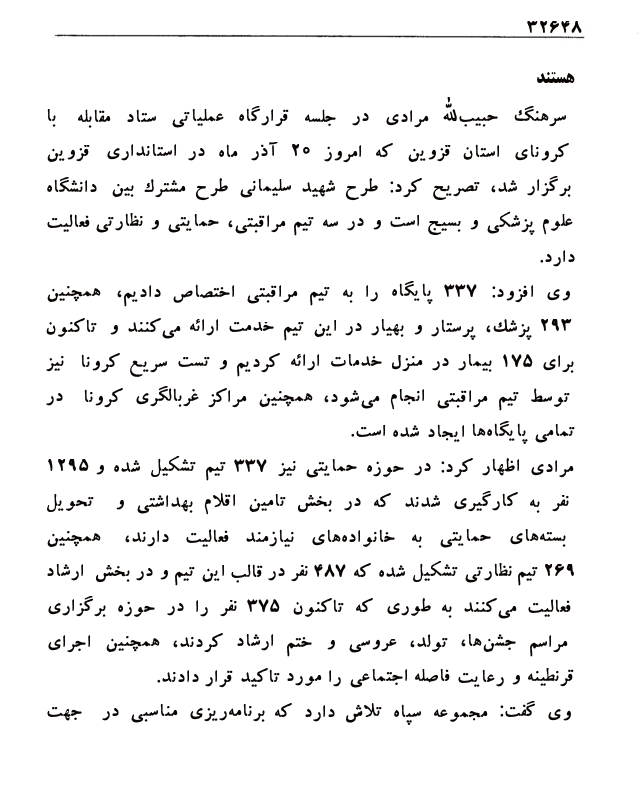 ۳۲۶۴۸
هستند
سرهنگ حبیب‌الله مرادی در جلسه قرارگاه عملیاتی ستاد مقابله با
کرونای استان قزوین که امروز ۲۰ آذر ماه در استانداری قزوین
برگزار شد، تصریح کرد: طرح شهید سلیمانی طرح مشترك بین دانشگاه
علوم پزشکی و بسیج است و در سه تیم مراقبتی، حمایتی و نظارتی فعالیت
دارد.
وی افزود: ۳۳۷ پایگاه را به تیم مراقبتی اختصاص دادیم، همچنین
۲۹۳ پزشك، پرستار و بهیار در این تیم خدمت ارائه می‌کنند و تاکنون
برای ۱۷۵ بیمار در منزل خدمات ارائه کردیم و تست سریع کرونا نیز
توسط تیم مراقبتی انجام می‌شود، همچنین مراکز غربالگری کرونا در
تمامی پایگاه‌ها ایجاد شده است.
مرادی اظهار کرد: در حوزه حمایتی نیز ۳۳۷ تیم تشکیل شده و ۱۲۹۵
نفر به کارگیری شدند که در بخش تامین اقلام بهداشتی و تحویل
بسته‌های حمایتی به خانواده‌های نیازمند فعالیت دارند، همچنین
۲۶۹ تیم نظارتی تشکیل شده که ۴۸۷ نفر در قالب این تیم و در بخش ارشاد
فعالیت می‌کنند به طوری که تاکنون ۳۷۵ نفر را در حوزه برگزاری
مراسم جشن‌ها، تولد، عروسی و ختم ارشاد کردند، همچنین اجرای
قرنطینه و رعایت فاصله اجتماعی را مورد تاکید قرار دادند.
وی گفت: مجموعه سپاه تلاش دارد که برنامه‌ریزی مناسبی در جهت